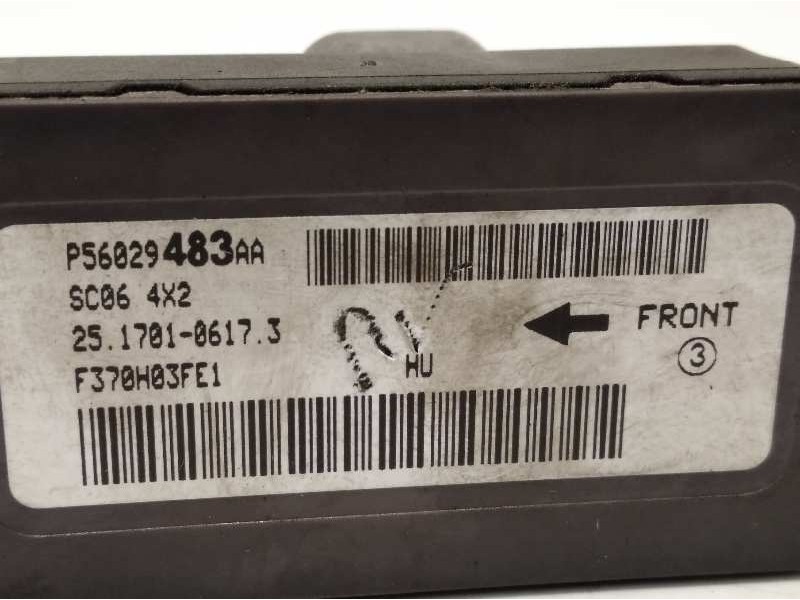 P56029483AA
SC06 4X2
25.1701-0617.3
F370H03FE1
HU
FRONT
3